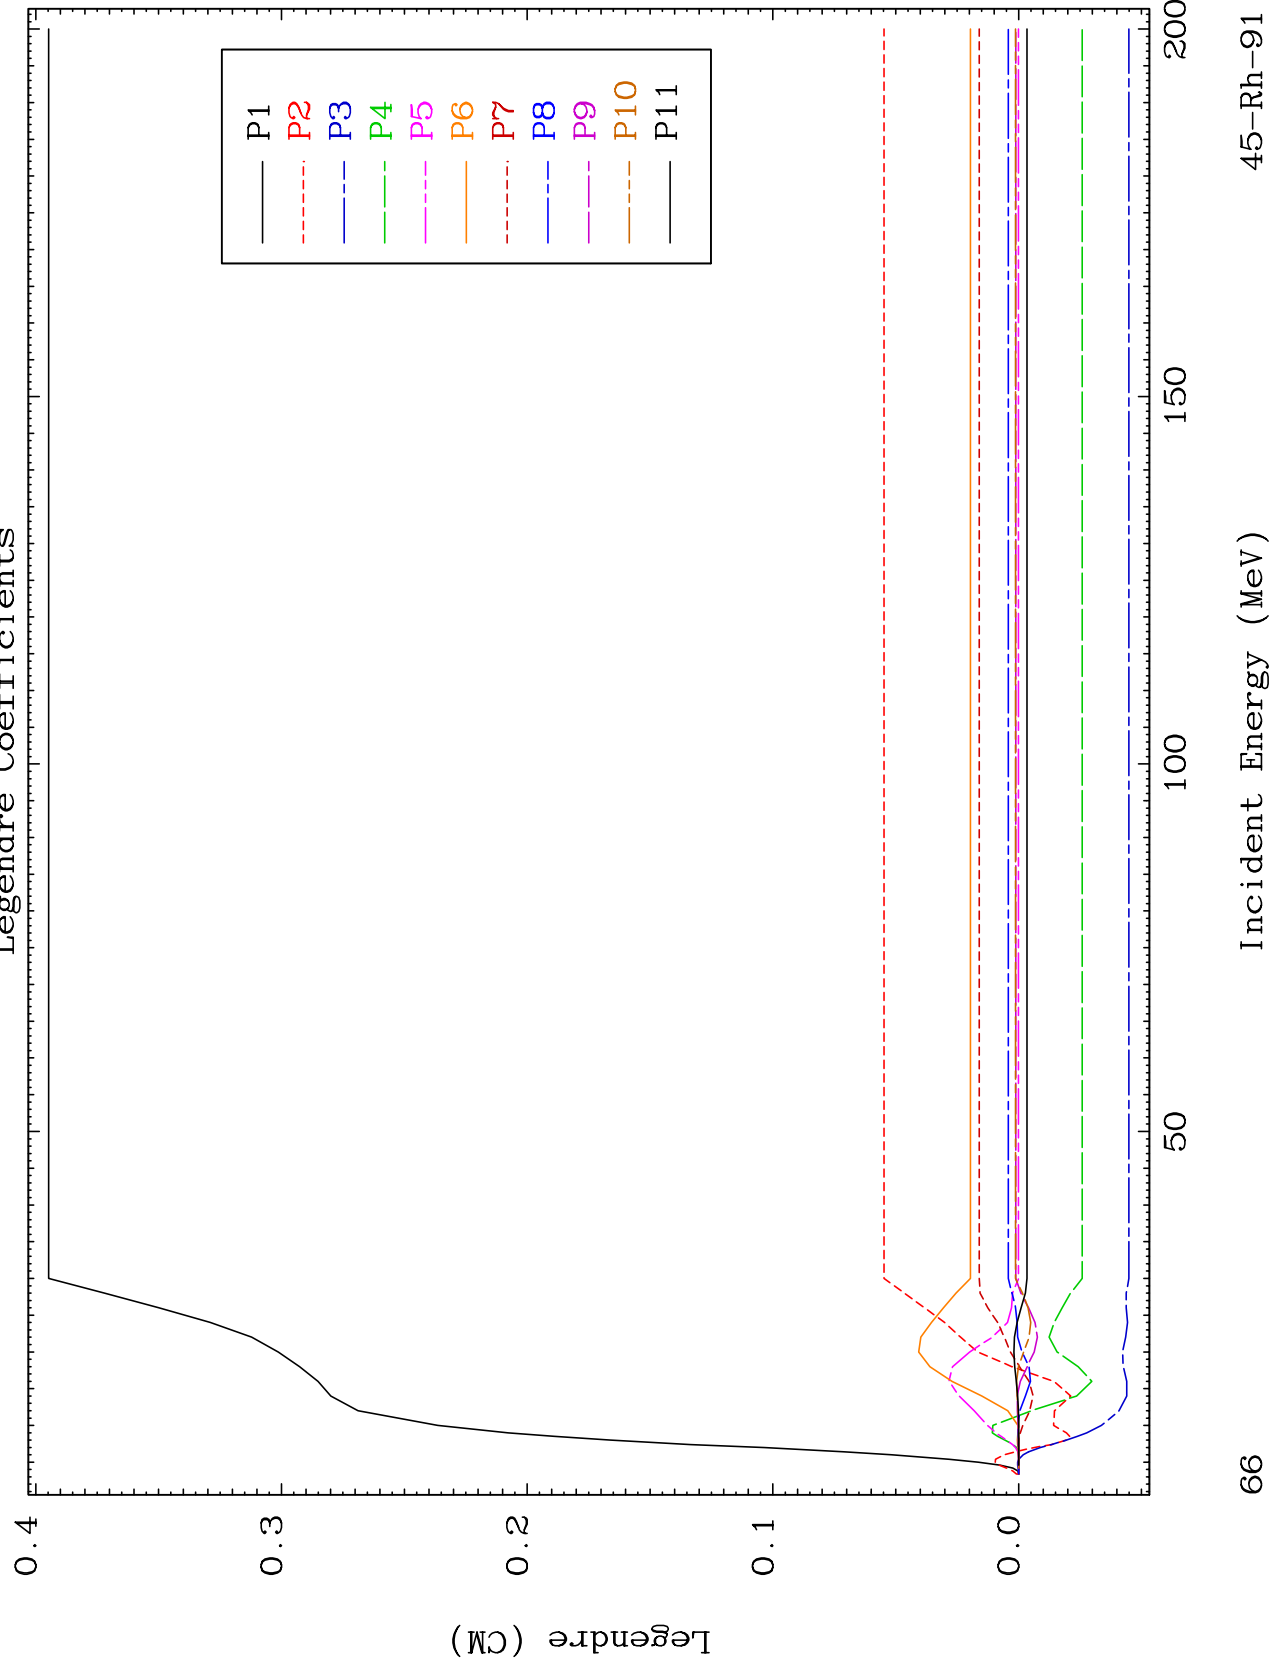 Legendre Coefficients
Legendre (CM)
0.4
0.3
0.2
0.1
0.0
P1
P2
P3
P4
P5
P6
P7
P8
P9
P10
P11
50
100
150
200
Incident Energy (MeV)
66
45-Rh-91